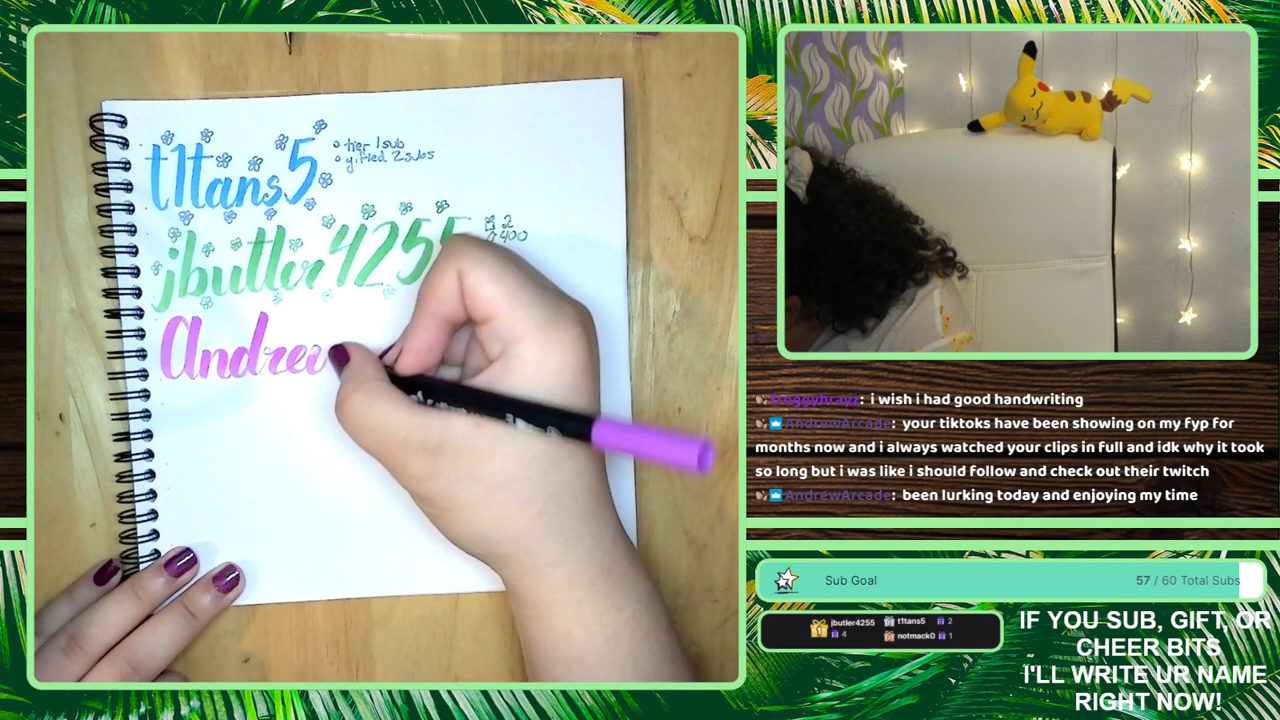 t1tans5
• her 1 sub
• gifted 2 subs
jbutler4255
2
400
Andrew
froggybrayz: i wish i had good handwriting
AndrewArcade: your tiktoks have been showing on my fyp for
months now and i always watched your clips in full and idk why it took
so long but i was like i should follow and check out their twitch
AndrewArcade: been lurking today and enjoying my time
Sub Goal
57 / 60 Total Subs
1 jbutler4255 4
t1tans5 2
notmack0 1
IF YOU SUB, GIFT, OR
CHEER BITS
I'LL WRITE UR NAME
RIGHT NOW!